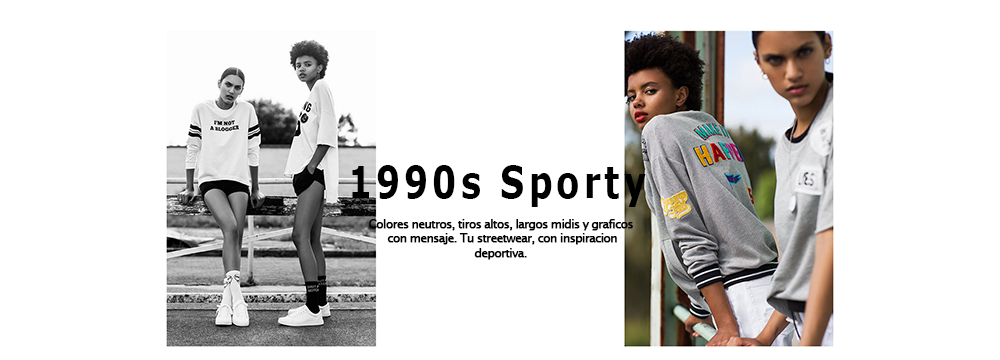 I'M NOT
A BLOGGER
1990s Sporty
Colores neutros, tiros altos, largos midis y graficos
con mensaje. Tu streetwear, con inspiracion
deportiva.